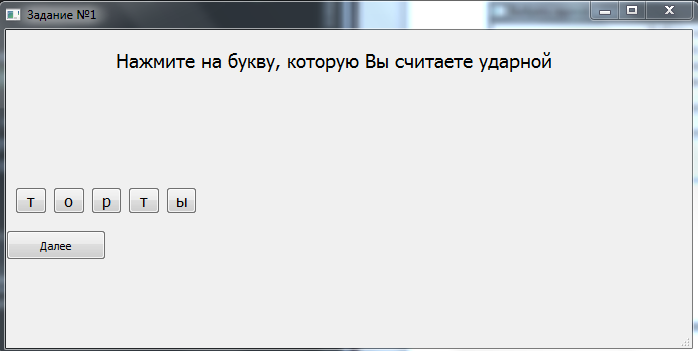 Задание №1
Нажмите на букву, которую Вы считаете ударной
т о р т ы
Далее